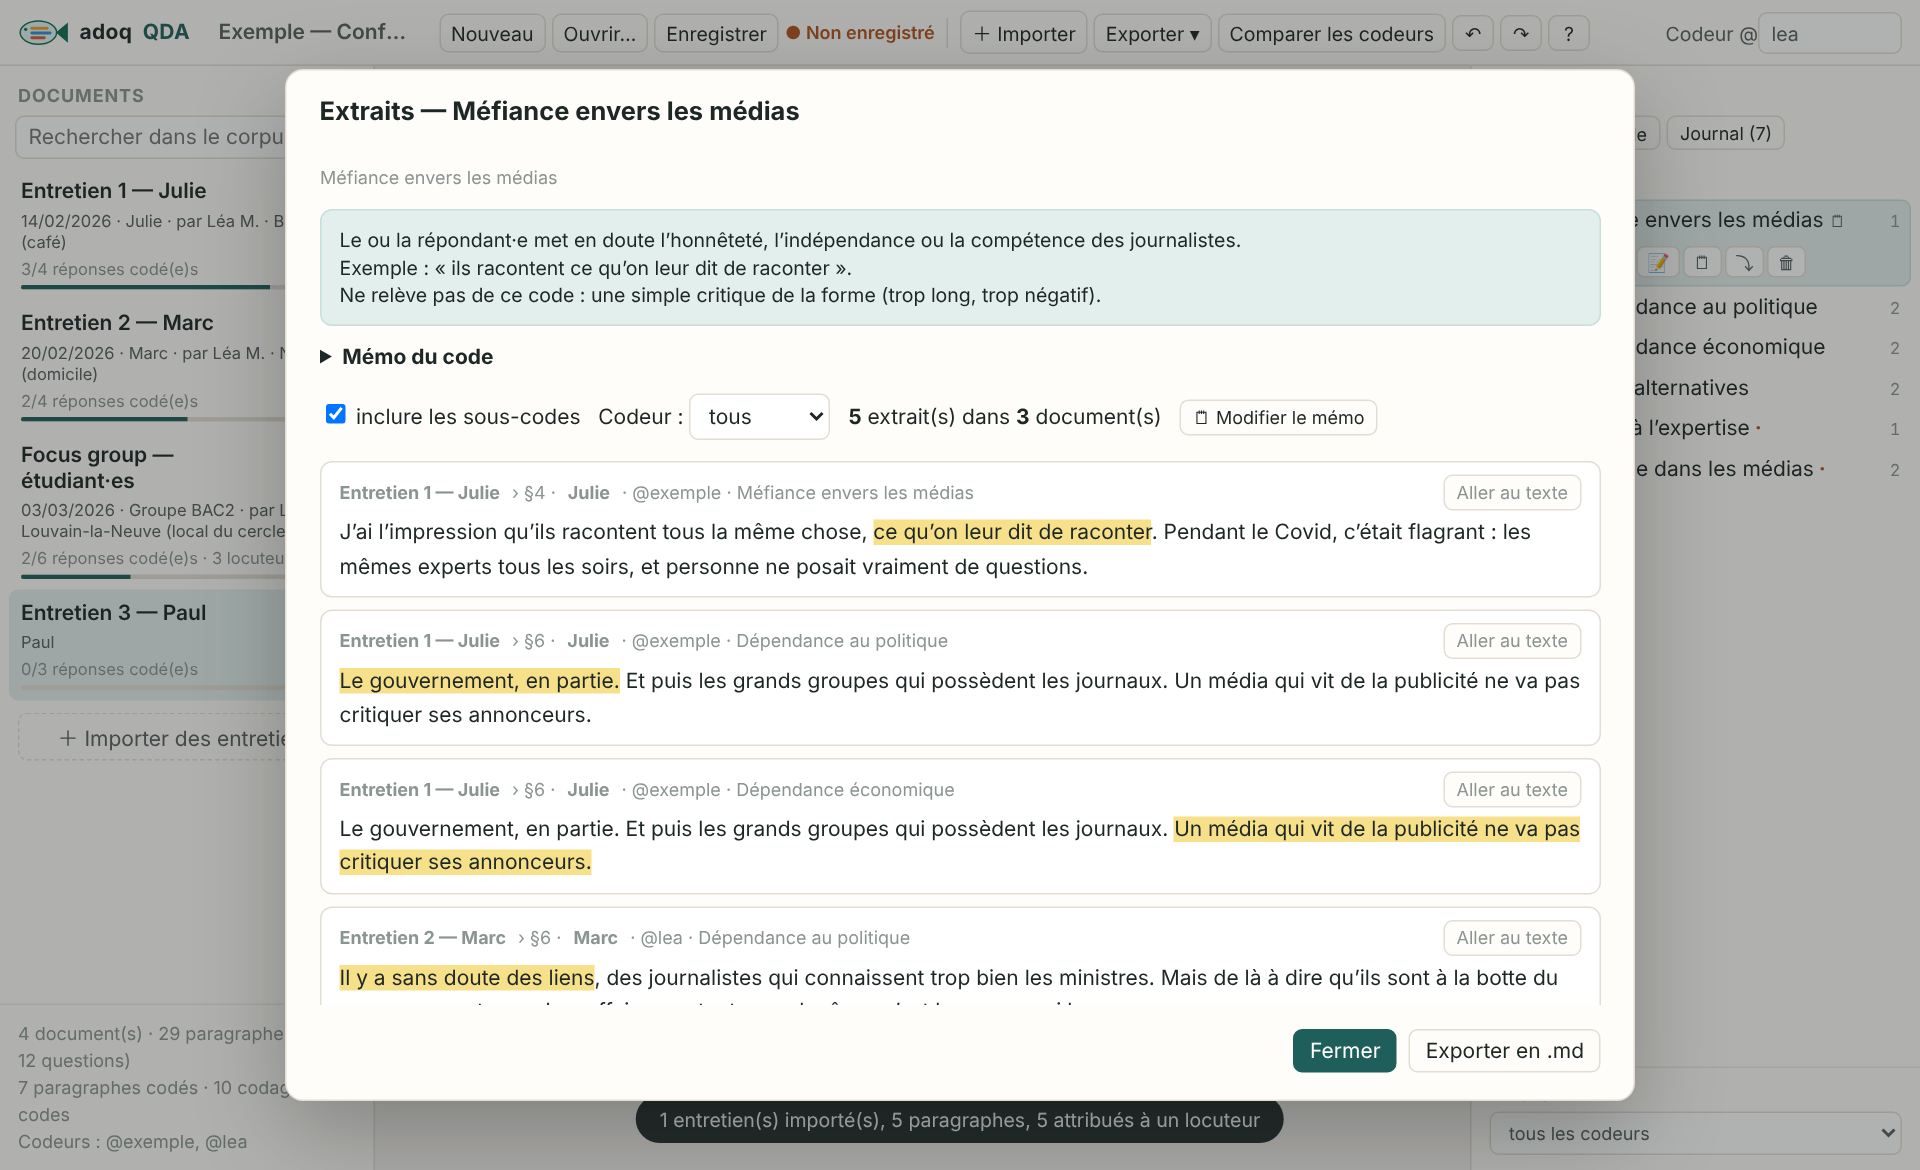 adoq QDA
Exemple — Conf…
Nouveau
Ouvrir…
Enregistrer
Non enregistré
+ Importer
Exporter ▾
Comparer les codeurs
↶
↷
?
Codeur @ lea
DOCUMENTS
Rechercher dans le corpu
Entretien 1 — Julie
14/02/2026 · Julie · par Léa M. · B
(café)
3/4 réponses codé(e)s
Entretien 2 — Marc
20/02/2026 · Marc · par Léa M. · N
(domicile)
2/4 réponses codé(e)s
Focus group —
étudiant·es
03/03/2026 · Groupe BAC2 · par L
Louvain-la-Neuve (local du cercle
2/6 réponses codé(e)s · 3 locuteu
Entretien 3 — Paul
Paul
0/3 réponses codé(e)s
+ Importer des entretie
4 document(s) · 29 paragraphe
12 questions)
7 paragraphes codés · 10 codag
codes
Codeurs : @exemple, @lea
Extraits — Méfiance envers les médias
Méfiance envers les médias
Le ou la répondant·e met en doute l’honnêteté, l’indépendance ou la compétence des journalistes.
Exemple : « ils racontent ce qu’on leur dit de raconter ».
Ne relève pas de ce code : une simple critique de la forme (trop long, trop négatif).
▶ Mémo du code
inclure les sous-codes Codeur : tous 5 extrait(s) dans 3 document(s) Modifier le mémo
Entretien 1 — Julie › §4 · Julie · @exemple · Méfiance envers les médias
Aller au texte
J’ai l’impression qu’ils racontent tous la même chose, ce qu’on leur dit de raconter. Pendant le Covid, c’était flagrant : les
mêmes experts tous les soirs, et personne ne posait vraiment de questions.
Entretien 1 — Julie › §6 · Julie · @exemple · Dépendance au politique
Aller au texte
Le gouvernement, en partie. Et puis les grands groupes qui possèdent les journaux. Un média qui vit de la publicité ne va pas
critiquer ses annonceurs.
Entretien 1 — Julie › §6 · Julie · @exemple · Dépendance économique
Aller au texte
Le gouvernement, en partie. Et puis les grands groupes qui possèdent les journaux. Un média qui vit de la publicité ne va pas
critiquer ses annonceurs.
Entretien 2 — Marc › §6 · Marc · @lea · Dépendance au politique
Aller au texte
Il y a sans doute des liens, des journalistes qui connaissent trop bien les ministres. Mais de là à dire qu’ils sont à la botte du
Fermer
Exporter en .md
1 entretien(s) importé(s), 5 paragraphes, 5 attribués à un locuteur
e
Journal (7)
e envers les médias 1
dance au politique 2
dance économique 2
alternatives 2
à l’expertise · 1
e dans les médias · 2
tous les codeurs